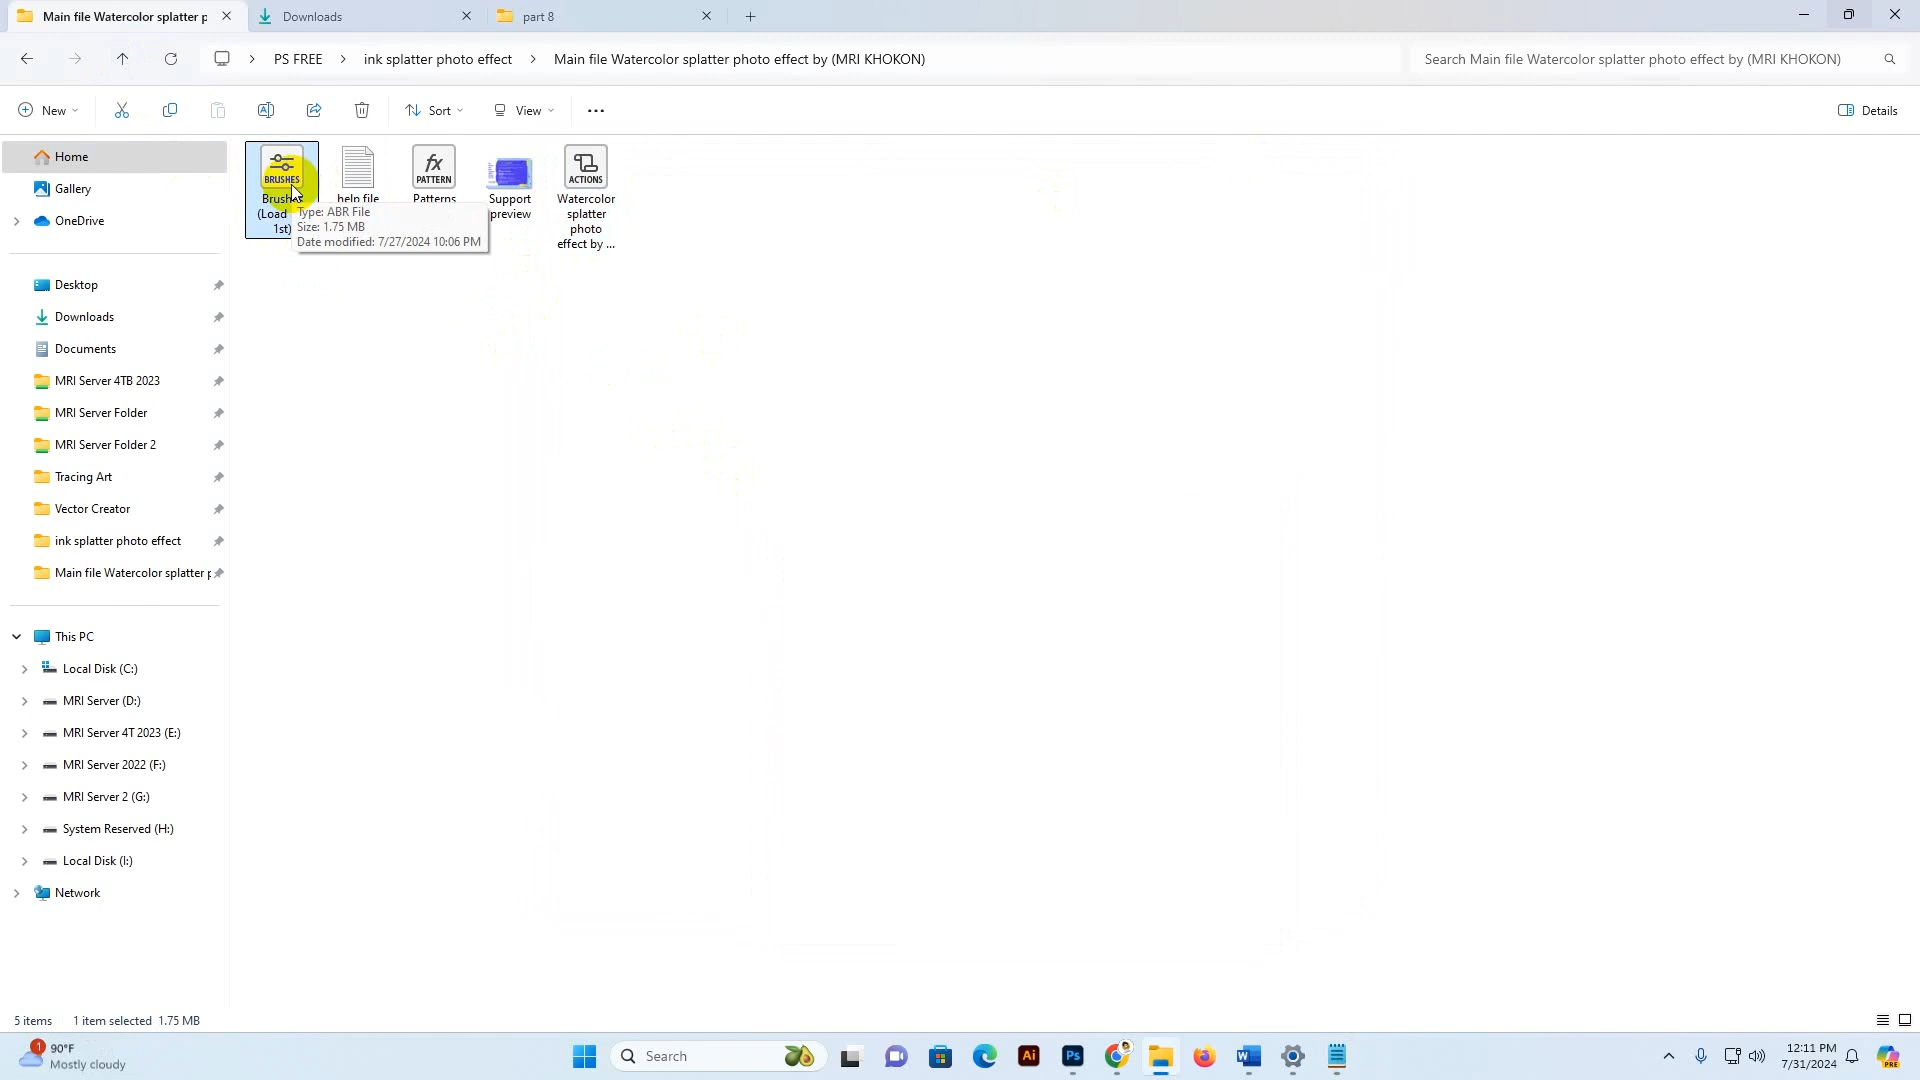 Main file Watercolor splatter p
Downloads
part 8
PS FREE
ink splatter photo effect
Main file Watercolor splatter photo effect by (MRI KHOKON)
Search Main file Watercolor splatter photo effect by (MRI KHOKON)
New
Sort
View
Details
Home
Gallery
OneDrive
Desktop
Downloads
Documents
MRI Server 4TB 2023
MRI Server Folder
MRI Server Folder 2
Tracing Art
Vector Creator
ink splatter photo effect
Main file Watercolor splatter p
This PC
Local Disk (C:)
MRI Server (D:)
MRI Server 4T 2023 (E:)
MRI Server 2022 (F:)
MRI Server 2 (G:)
System Reserved (H:)
Local Disk (I:)
Network
BRUSHES
(Load
1st)
help file
fx
PATTERN
Patterns
Support
preview
ACTIONS
Watercolor
splatter
photo
effect by ...
Type: ABR File
Size: 1.75 MB
Date modified: 7/27/2024 10:06 PM
5 items
1 item selected 1.75 MB
1
90°F
Mostly cloudy
Search
Ai
Ps
W
12:11 PM
7/31/2024
PRE